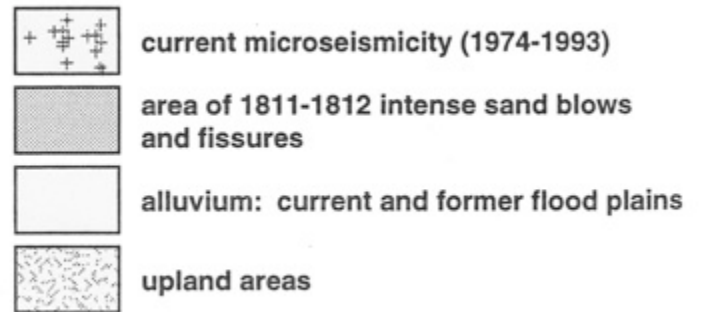 current microseismicity (1974-1993)
area of 1811-1812 intense sand blows
and fissures
alluvium: current and former flood plains
upland areas